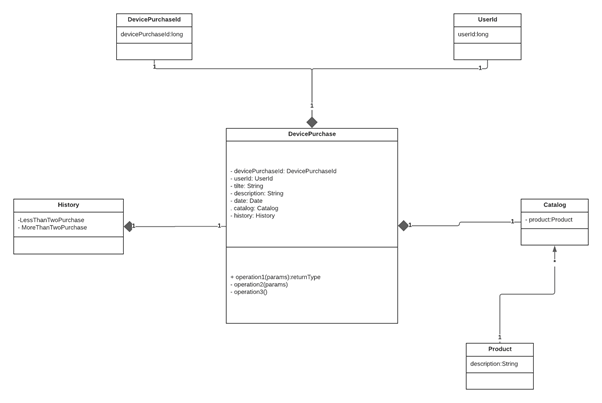 DevicePurchaseId
devicePurchaseId:long
UserId
userId:long
1
1
1
DevicePurchase
- devicePurchaseId: DevicePurchaseId
- userId: UserId
- tilte: String
- description: String
- date: Date
. catalog: Catalog
- history: History
+ operation1(params):returnType
- operation2(params)
- operation3()
History
-LessThanTwoPurchase
- MoreThanTwoPurchase
1
1
1
1
Catalog
- product:Product
*
1
Product
description:String